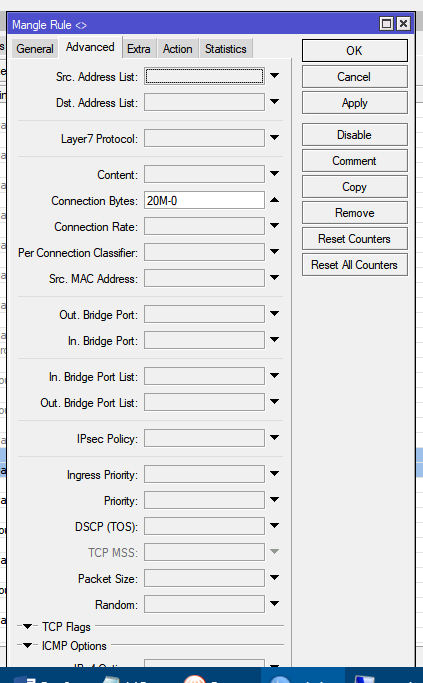 Mangle Rule <>
General Advanced Extra Action Statistics
Src. Address List:
Dst. Address List:
Layer7 Protocol:
Content:
Connection Bytes: 20M-0
Connection Rate:
Per Connection Classifier:
Src. MAC Address:
Out. Bridge Port:
In. Bridge Port:
In. Bridge Port List:
Out. Bridge Port List:
IPsec Policy:
Ingress Priority:
Priority:
DSCP (TOS):
TCP MSS:
Packet Size:
Random:
TCP Flags
ICMP Options
OK
Cancel
Apply
Disable
Comment
Copy
Remove
Reset Counters
Reset All Counters